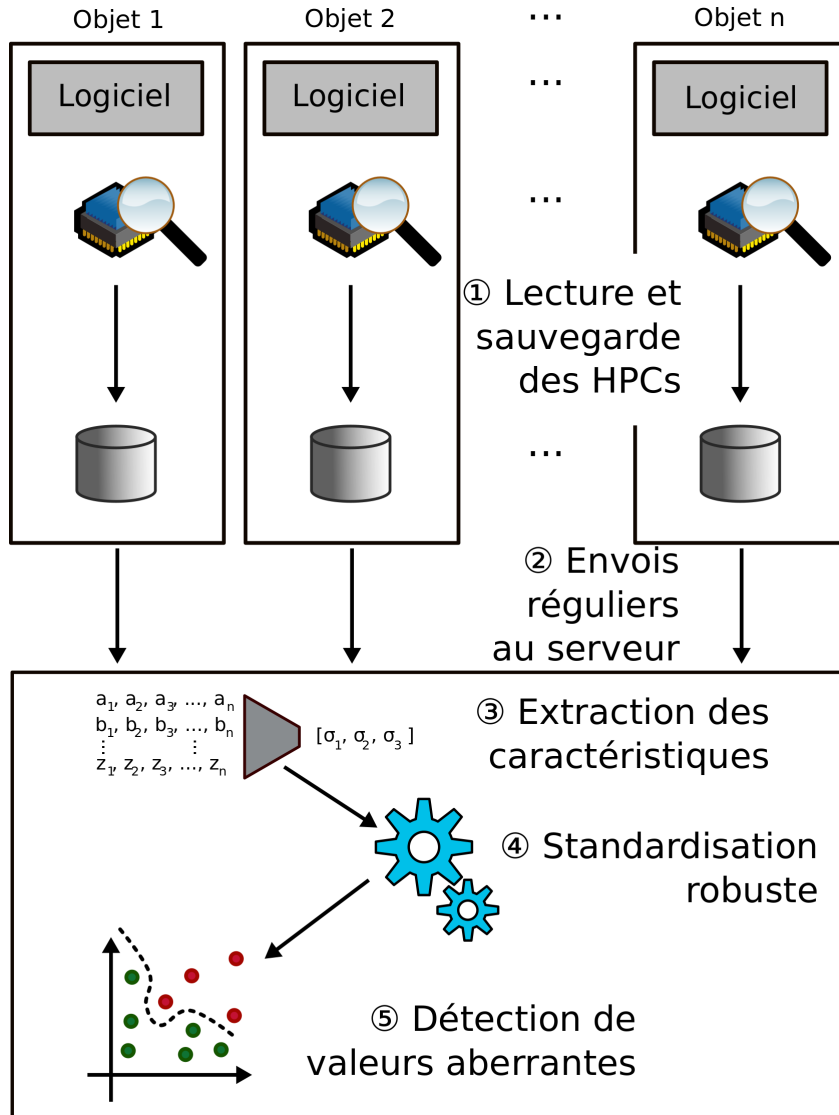 Objet 1
Objet 2
...
Objet n
Logiciel
Logiciel
...
Logiciel
...
① Lecture et
sauvegarde
des HPCs
...
② Envois
réguliers
au serveur
a₁, a₂, a₃, ..., aₙ
b₁, b₂, b₃, ..., bₙ
⋮ ⋮
z₁, z₂, z₃, ..., zₙ
[σ₁, σ₂, σ₃ ]
③ Extraction des
caractéristiques
④ Standardisation
robuste
⑤ Détection de
valeurs aberrantes